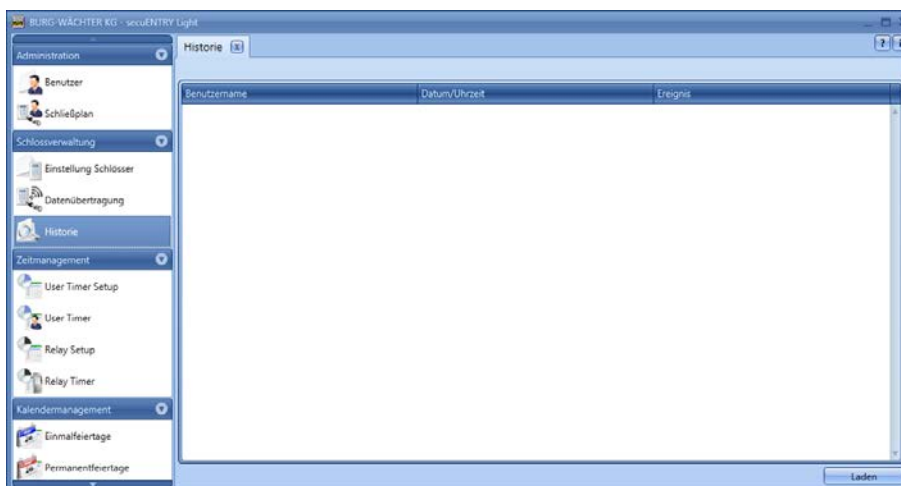 BURG-WÄCHTER KG - secuENTRY Light
Administration
Benutzer
Schließplan
Schlossverwaltung
Einstellung Schlösser
Datenübertragung
Historie
Zeitmanagement
User Timer Setup
User Timer
Relay Setup
Relay Timer
Kalendermanagement
Einmalfeiertage
Permanentfeiertage
Historie x
?
Benutzername Datum/Uhrzeit Ereignis
Laden